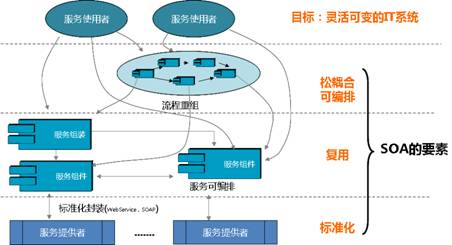 服务使用者
服务使用者
目标：灵活可变的IT系统
流程重组
松耦合
可编排
服务组装
服务组件
服务组件
服务可编排
复用
SOA的要素
标准化封装(WebService、SOAP)
标准化
服务提供者
.......
服务提供者